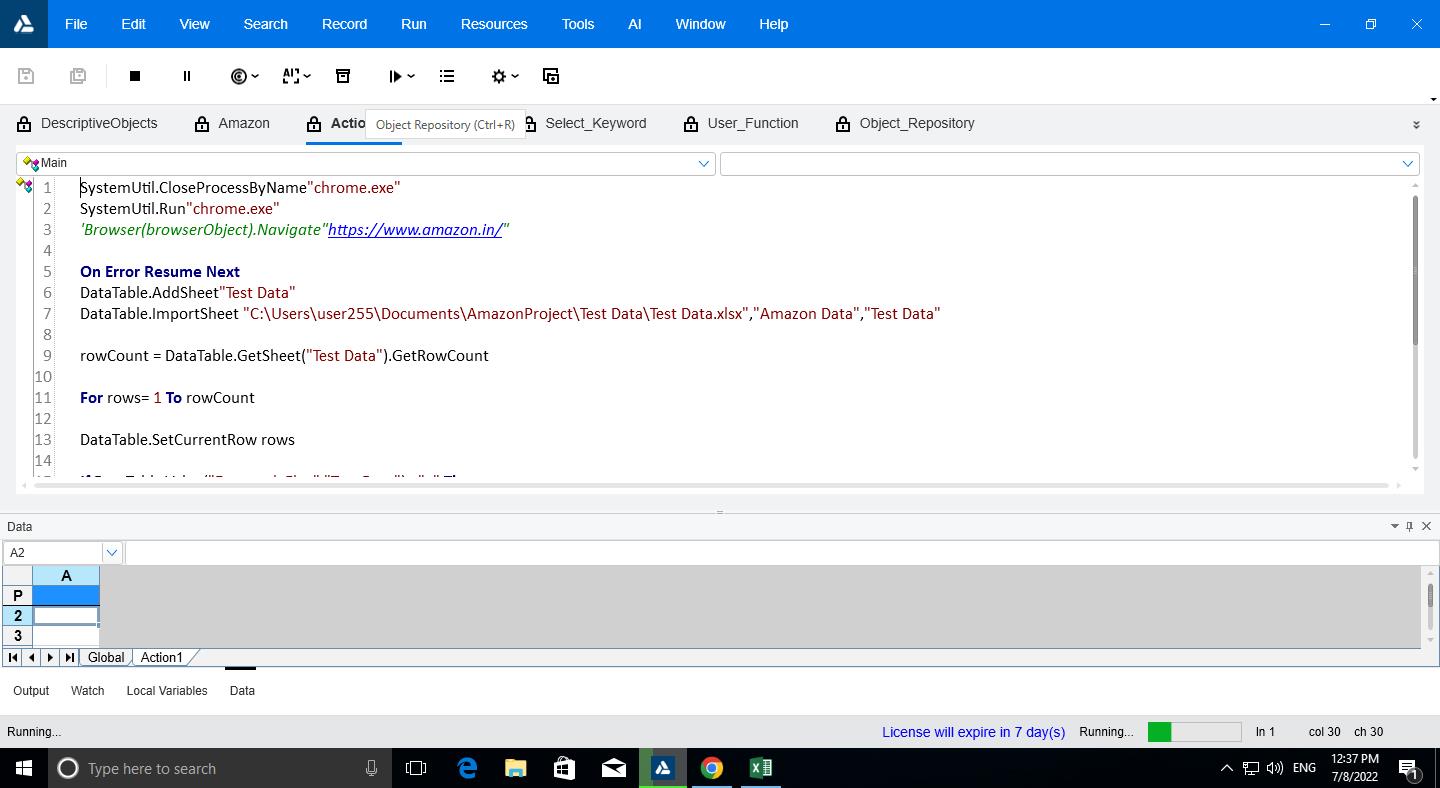 File Edit View Search Record Run Resources Tools AI Window Help
AI
DescriptiveObjects Amazon Actio Object Repository (Ctrl+R) Select_Keyword User_Function Object_Repository
Main
1 SystemUtil.CloseProcessByName"chrome.exe"
2 SystemUtil.Run"chrome.exe"
3 'Browser(browserObject).Navigate"https://www.amazon.in/"
4
5 On Error Resume Next
6 DataTable.AddSheet"Test Data"
7 DataTable.ImportSheet "C:\Users\user255\Documents\AmazonProject\Test Data\Test Data.xlsx","Amazon Data","Test Data"
8
9 rowCount = DataTable.GetSheet("Test Data").GetRowCount
10
11 For rows= 1 To rowCount
12
13 DataTable.SetCurrentRow rows
14
Data
A2
A
P
2
3
Global Action1
Output Watch Local Variables Data
Running... License will expire in 7 day(s) Running... ln 1 col 30 ch 30
Type here to search ENG 12:37 PM
7/8/2022 1